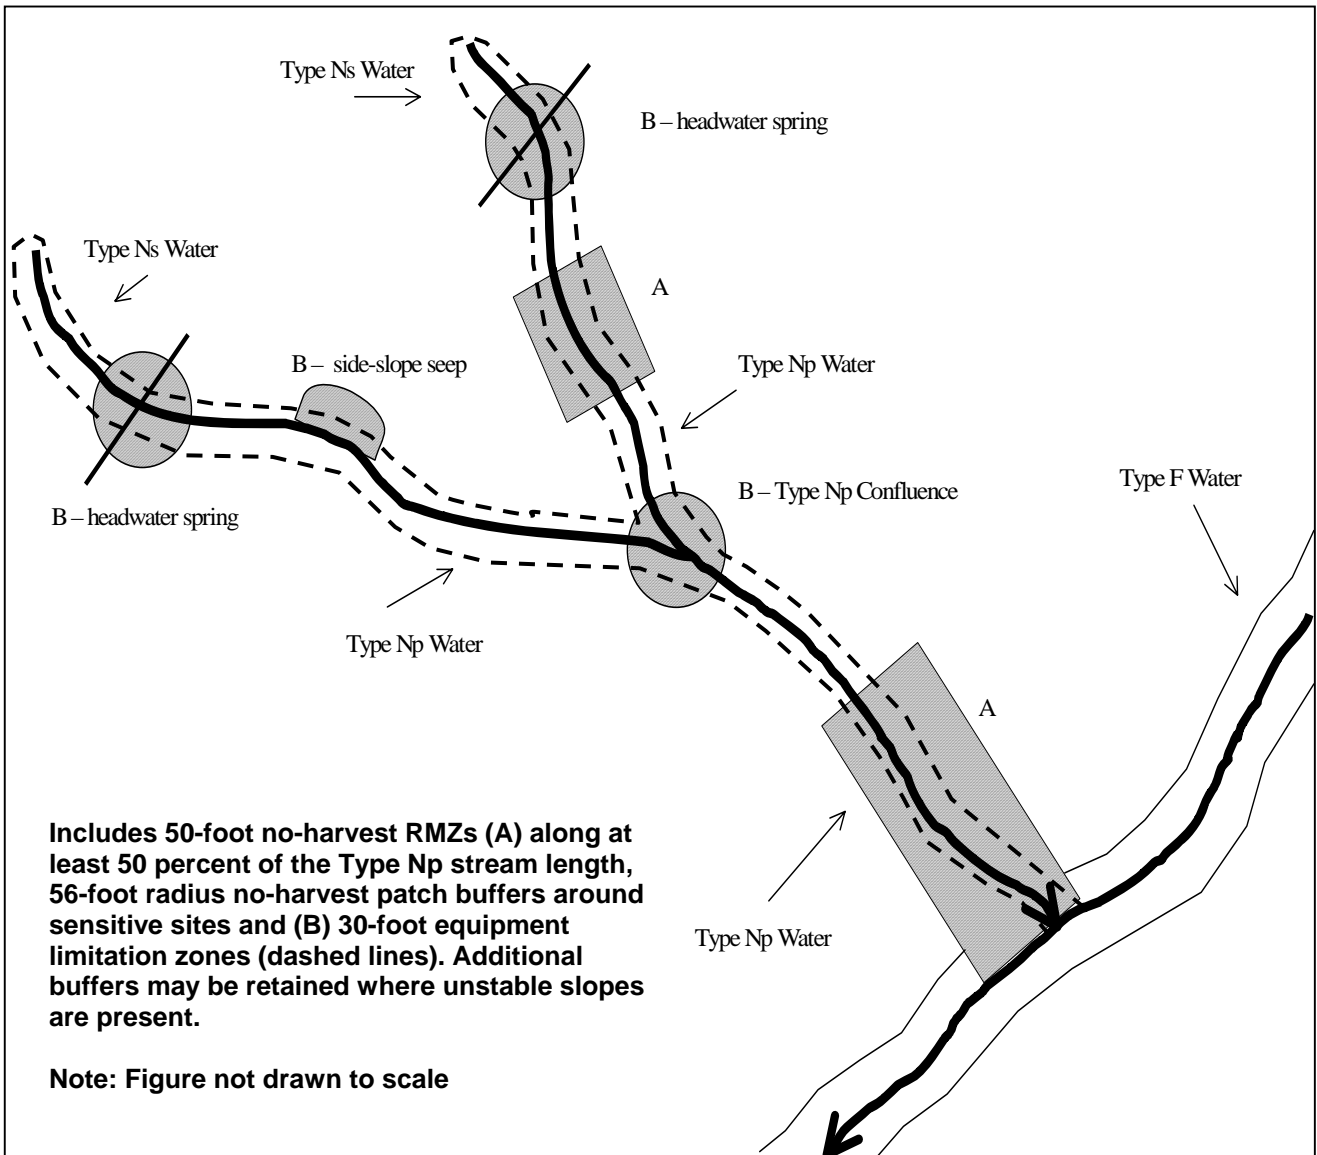 Type Ns Water
B – headwater spring
Type Ns Water
A
B – side-slope seep
Type Np Water
Type F Water
B – Type Np Confluence
B – headwater spring
Type Np Water
A
Includes 50-foot no-harvest RMZs (A) along at
least 50 percent of the Type Np stream length,
56-foot radius no-harvest patch buffers around
sensitive sites and (B) 30-foot equipment
limitation zones (dashed lines). Additional
buffers may be retained where unstable slopes
are present.
Type Np Water
Note: Figure not drawn to scale